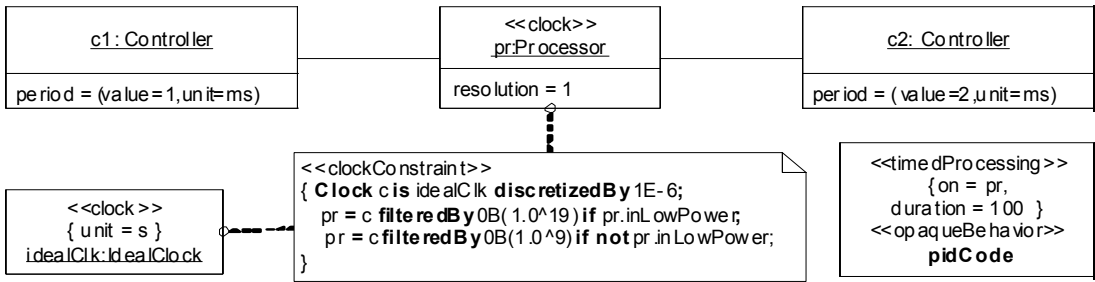 c1: Controller
period = (value=1,unit=ms)
<<clock>>
pr:Processor
resolution = 1
c2: Controller
period = (value=2,unit=ms)
<<clock>>
{ unit = s }
idealClk:IdealClock
<<clockConstraint>>
{ Clock c is idealClk discretizedBy 1E-6;
pr = c filteredBy 0B(1.0^19) if pr.inLowPower;
pr = c filteredBy 0B(1.0^9) if not pr.inLowPower;
}
<<timedProcessing>>
{on = pr,
duration = 100 }
<<opaqueBehavior>>
pidCode